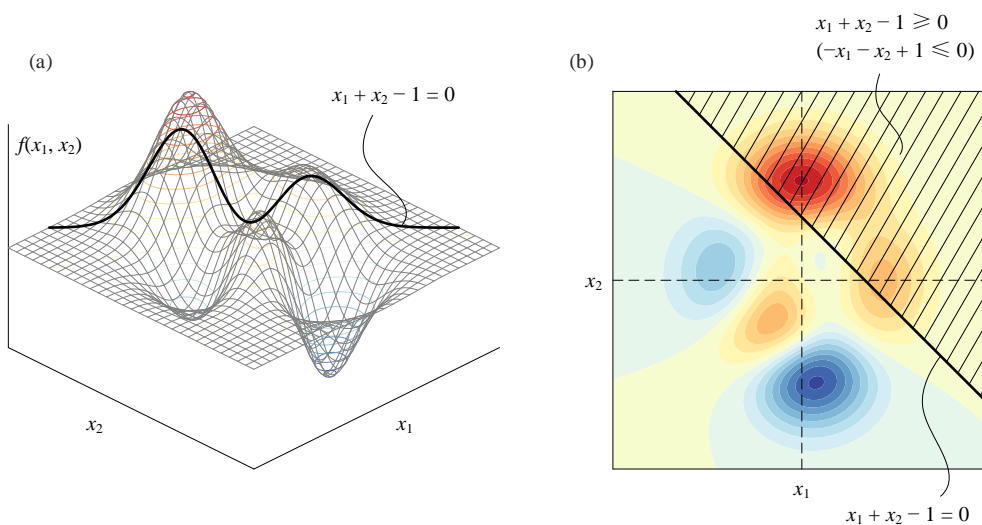 (a)
x₁ + x₂ − 1 = 0
f(x₁, x₂)
x₂
x₁
x₁ + x₂ − 1 ⩾ 0
(−x₁ − x₂ + 1 ⩽ 0)
(b)
x₂
x₁
x₁ + x₂ − 1 = 0